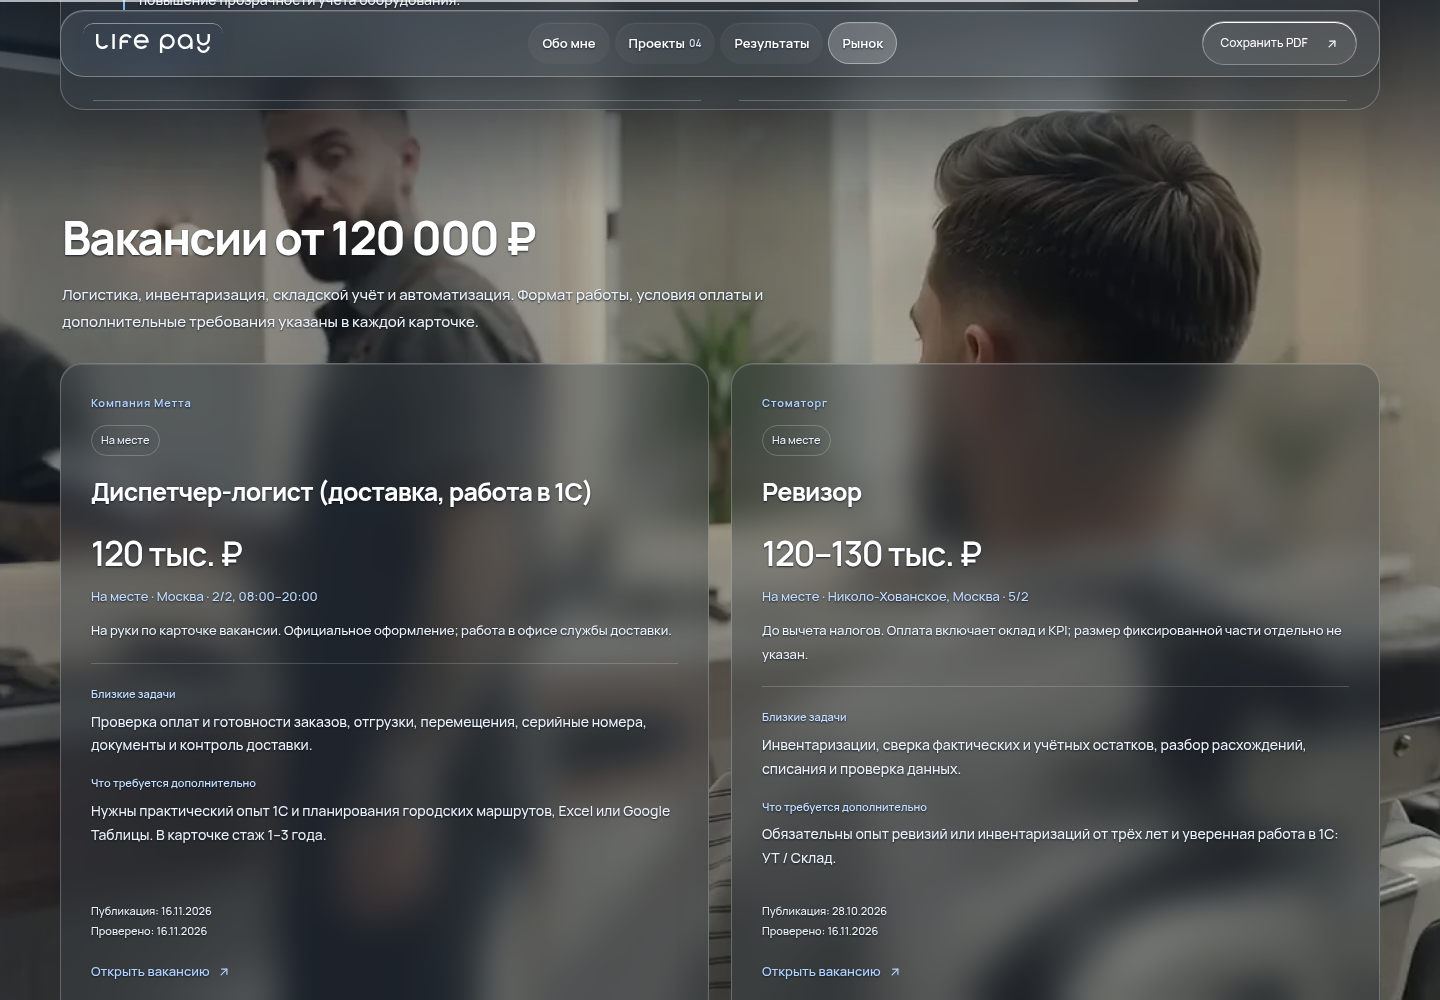 повышение прозрачности учёта оборудования.
LIFE PAY
Обо мне
Проекты 04
Результаты
Рынок
Сохранить PDF
Вакансии от 120 000 ₽
Логистика, инвентаризация, складской учёт и автоматизация. Формат работы, условия оплаты и
дополнительные требования указаны в каждой карточке.
Компания Метта
На месте
Диспетчер-логист (доставка, работа в 1С)
120 тыс. ₽
На месте · Москва · 2/2, 08:00–20:00
На руки по карточке вакансии. Официальное оформление; работа в офисе службы доставки.
Близкие задачи
Проверка оплат и готовности заказов, отгрузки, перемещения, серийные номера,
документы и контроль доставки.
Что требуется дополнительно
Нужны практический опыт 1С и планирования городских маршрутов, Excel или Google
Таблицы. В карточке стаж 1–3 года.
Публикация: 16.11.2026
Проверено: 16.11.2026
Открыть вакансию
Стоматорг
На месте
Ревизор
120–130 тыс. ₽
На месте · Николо-Хованское, Москва · 5/2
До вычета налогов. Оплата включает оклад и KPI; размер фиксированной части отдельно не
указан.
Близкие задачи
Инвентаризации, сверка фактических и учётных остатков, разбор расхождений,
списания и проверка данных.
Что требуется дополнительно
Обязательны опыт ревизий или инвентаризаций от трёх лет и уверенная работа в 1С:
УТ / Склад.
Публикация: 28.10.2026
Проверено: 16.11.2026
Открыть вакансию